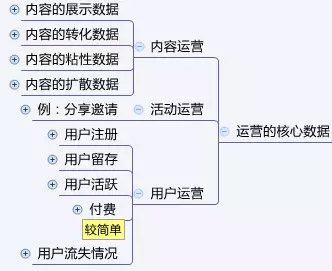 内容的展示数据
内容的转化数据
内容的粘性数据
内容的扩散数据
内容运营
例：分享邀请
活动运营
运营的核心数据
用户注册
用户留存
用户活跃
付费
较简单
用户运营
用户流失情况